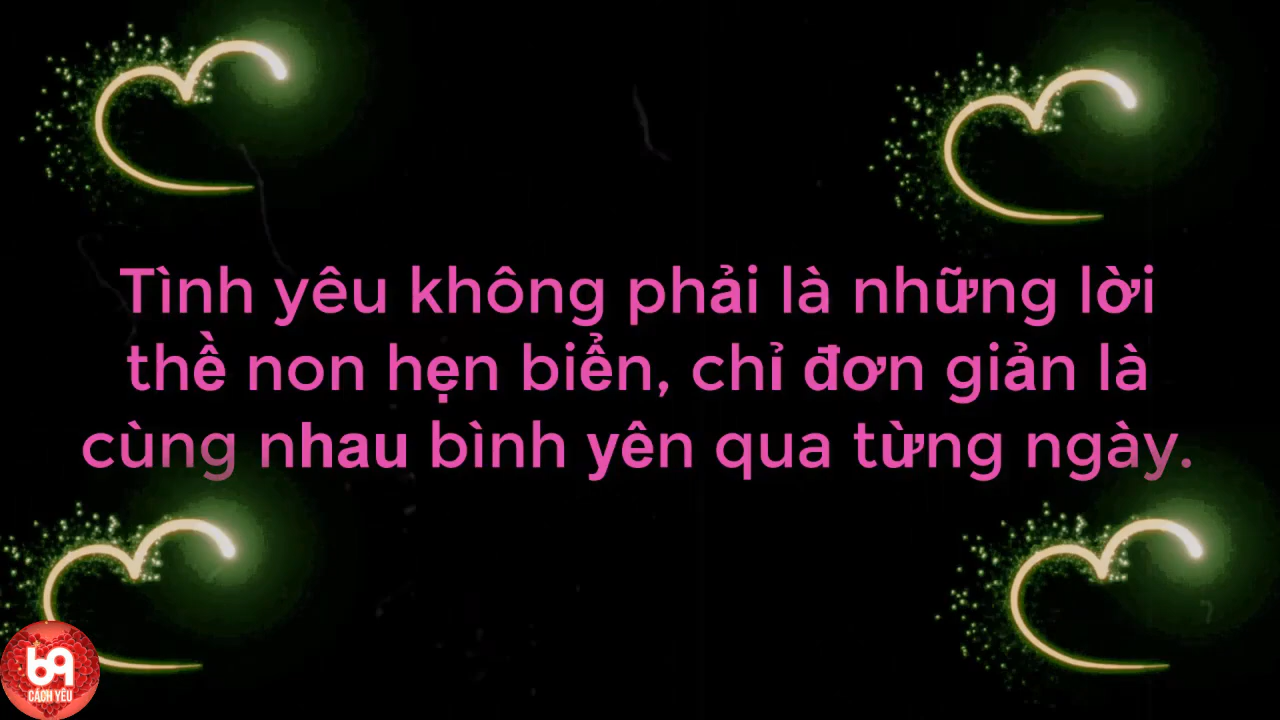 Tình yêu không phải là những lời
thề non hẹn biển, chỉ đơn giản là
cùng nhau bình yên qua từng ngày.
69
CÁCH YÊU